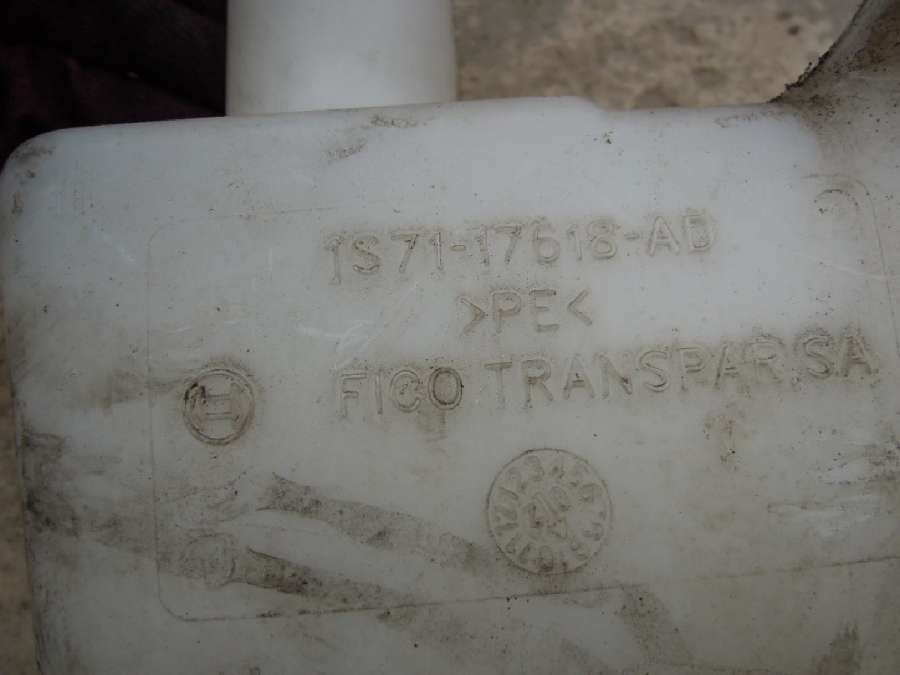 1S71-17618-AD
>PE<
FICO TRANSPAR,SA
H